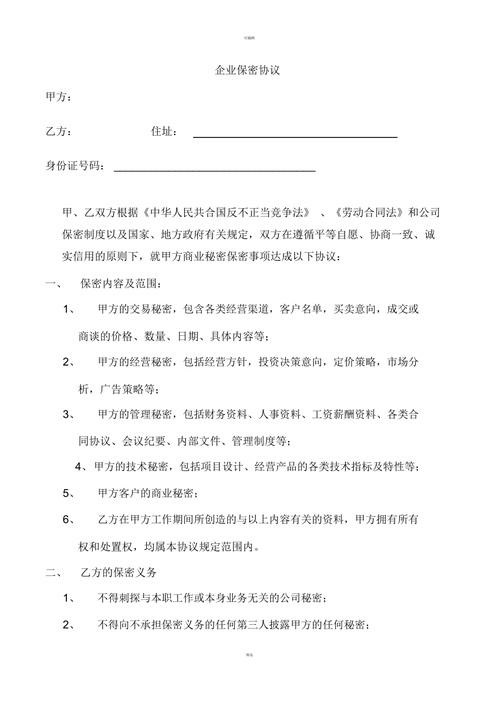 企业保密协议
甲方：
乙方： 住址：
身份证号码：
甲、乙双方根据《中华人民共合国反不正当竞争法》 、《劳动合同法》和公司
保密制度以及国家、地方政府有关规定，双方在遵循平等自愿、协商一致、诚
实信用的原则下，就甲方商业秘密保密事项达成以下协议：
一、 保密内容及范围：
1、 甲方的交易秘密，包含各类经营渠道，客户名单，买卖意向，成交或
商谈的价格、数量、日期、具体内容等；
2、 甲方的经营秘密，包括经营方针，投资决策意向，定价策略，市场分
析，广告策略等；
3、 甲方的管理秘密，包括财务资料、人事资料、工资薪酬资料、各类合
同协议、会议纪要、内部文件、管理制度等；
4、甲方的技术秘密，包括项目设计、经营产品的各类技术指标及特性等；
5、 甲方客户的商业秘密；
6、 乙方在甲方工作期间所创造的与以上内容有关的资料，甲方拥有所有
权和处置权，均属本协议规定范围内。
二、 乙方的保密义务
1、 不得刺探与本职工作或本身业务无关的公司秘密；
2、 不得向不承担保密义务的任何第三人披露甲方的任何秘密；